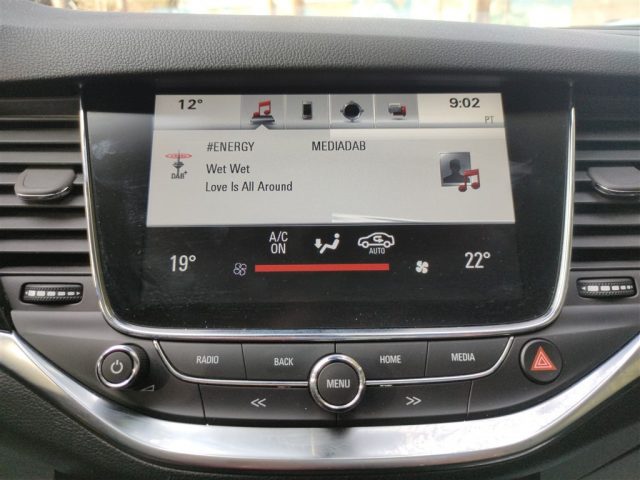 12° 9:02
PT
#ENERGY MEDIADAB
DAB+
Wet Wet
Love Is All Around
A/C
ON
AUTO
19° 22°
RADIO BACK HOME MEDIA
MENU